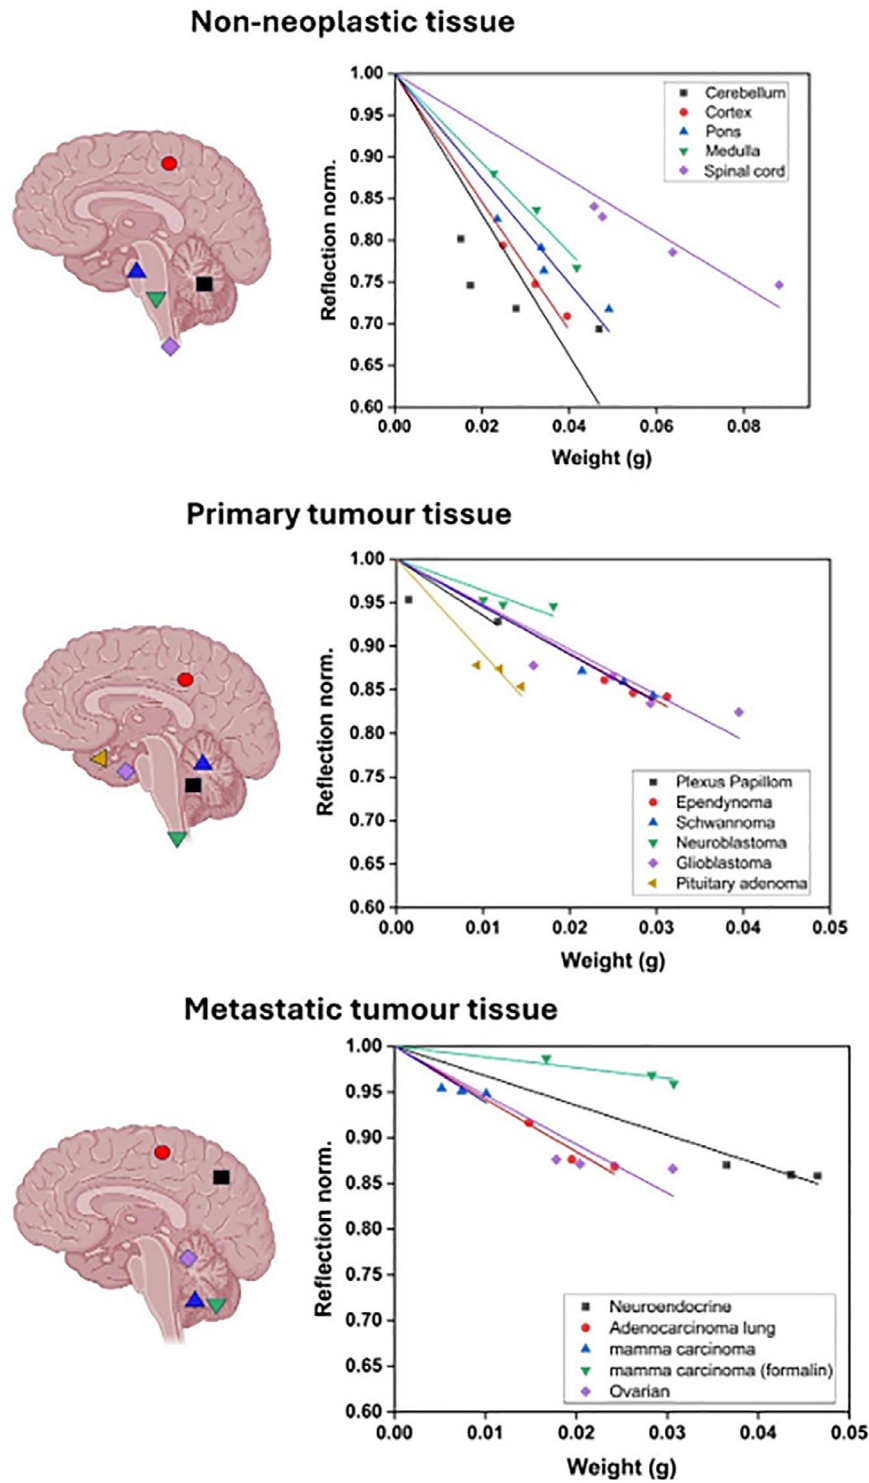 Non-neoplastic tissue
1.00
0.95
0.90
0.85
0.80
0.75
0.70
0.65
0.60
Reflection norm.
Cerebellum
Cortex
Pons
Medulla
Spinal cord
0.00 0.02 0.04 0.06 0.08
Weight (g)
Primary tumour tissue
1.00
0.95
0.90
0.85
0.80
0.75
0.70
0.65
0.60
Reflection norm.
Plexus Papillom
Ependynoma
Schwannoma
Neuroblastoma
Glioblastoma
Pituitary adenoma
0.00 0.01 0.02 0.03 0.04 0.05
Weight (g)
Metastatic tumour tissue
1.00
0.95
0.90
0.85
0.80
0.75
0.70
0.65
0.60
Reflection norm.
Neuroendocrine
Adenocarcinoma lung
mamma carcinoma
mamma carcinoma (formalin)
Ovarian
0.00 0.01 0.02 0.03 0.04 0.05
Weight (g)